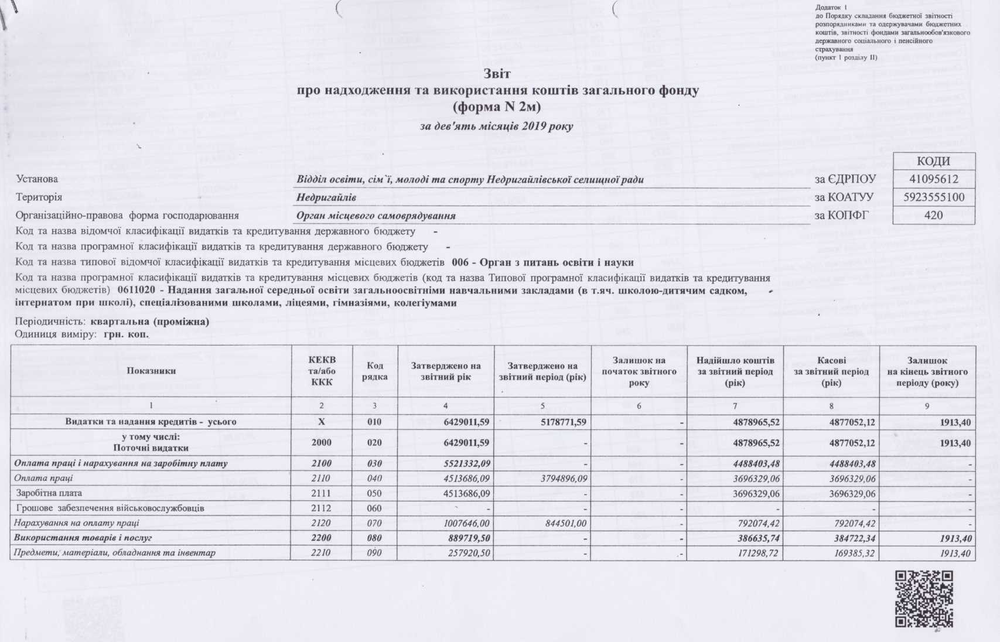 Додаток 1
до Порядку складання бюджетної звітності
розпорядниками та одержувачами бюджетних
коштів, звітності фондами загальнообов'язкового
державного соціального і пенсійного
страхування
(пункт 1 розділу II)
Звіт
про надходження та використання коштів загального фонду
(форма N 2м)
за дев'ять місяців 2019 року
КОДИ
Установа Відділ освіти, сім`ї, молоді та спорту Недригайлівської селищної ради за ЄДРПОУ 41095612
Територія Недригайлів за КОАТУУ 5923555100
Організаційно-правова форма господарювання Орган місцевого самоврядування за КОПФГ 420
Код та назва відомчої класифікації видатків та кредитування державного бюджету -
Код та назва програмної класифікації видатків та кредитування державного бюджету -
Код та назва типової відомчої класифікації видатків та кредитування місцевих бюджетів 006 - Орган з питань освіти і науки
Код та назва програмної класифікації видатків та кредитування місцевих бюджетів (код та назва Типової програмної класифікації видатків та кредитування
місцевих бюджетів) 0611020 - Надання загальної середньої освіти загальноосвітніми навчальними закладами (в т.яч. школою-дитячим садком,
інтернатом при школі), спеціалізованими школами, ліцеями, гімназіями, колегіумами
Періодичність: квартальна (проміжна)
Одиниця виміру: грн. коп.
Показники КЕКВ та/або ККК Код рядка Затверджено на звітний рік Затверджено на звітний період (рік) Залишок на початок звітного року Надійшло коштів за звітний період (рік) Касові за звітний період (рік) Залишок на кінець звітного періоду (року)
1 2 3 4 5 6 7 8 9
Видатки та надання кредитів - усього X 010 6429011,59 5178771,59 - 4878965,52 4877052,12 1913,40
у тому числі:
Поточні видатки 2000 020 6429011,59 - - 4878965,52 4877052,12 1913,40
Оплата праці і нарахування на заробітну плату 2100 030 5521332,09 - - 4488403,48 4488403,48 -
Оплата праці 2110 040 4513686,09 3794896,09 - 3696329,06 3696329,06 -
Заробітна плата 2111 050 4513686,09 - - 3696329,06 3696329,06 -
Грошове забезпечення військовослужбовців 2112 060 - - - - - -
Нарахування на оплату праці 2120 070 1007646,00 844501,00 - 792074,42 792074,42 -
Використання товарів і послуг 2200 080 889719,50 - - 386635,74 384722,34 1913,40
Предмети, матеріали, обладнання та інвентар 2210 090 257920,50 - - 171298,72 169385,32 1913,40